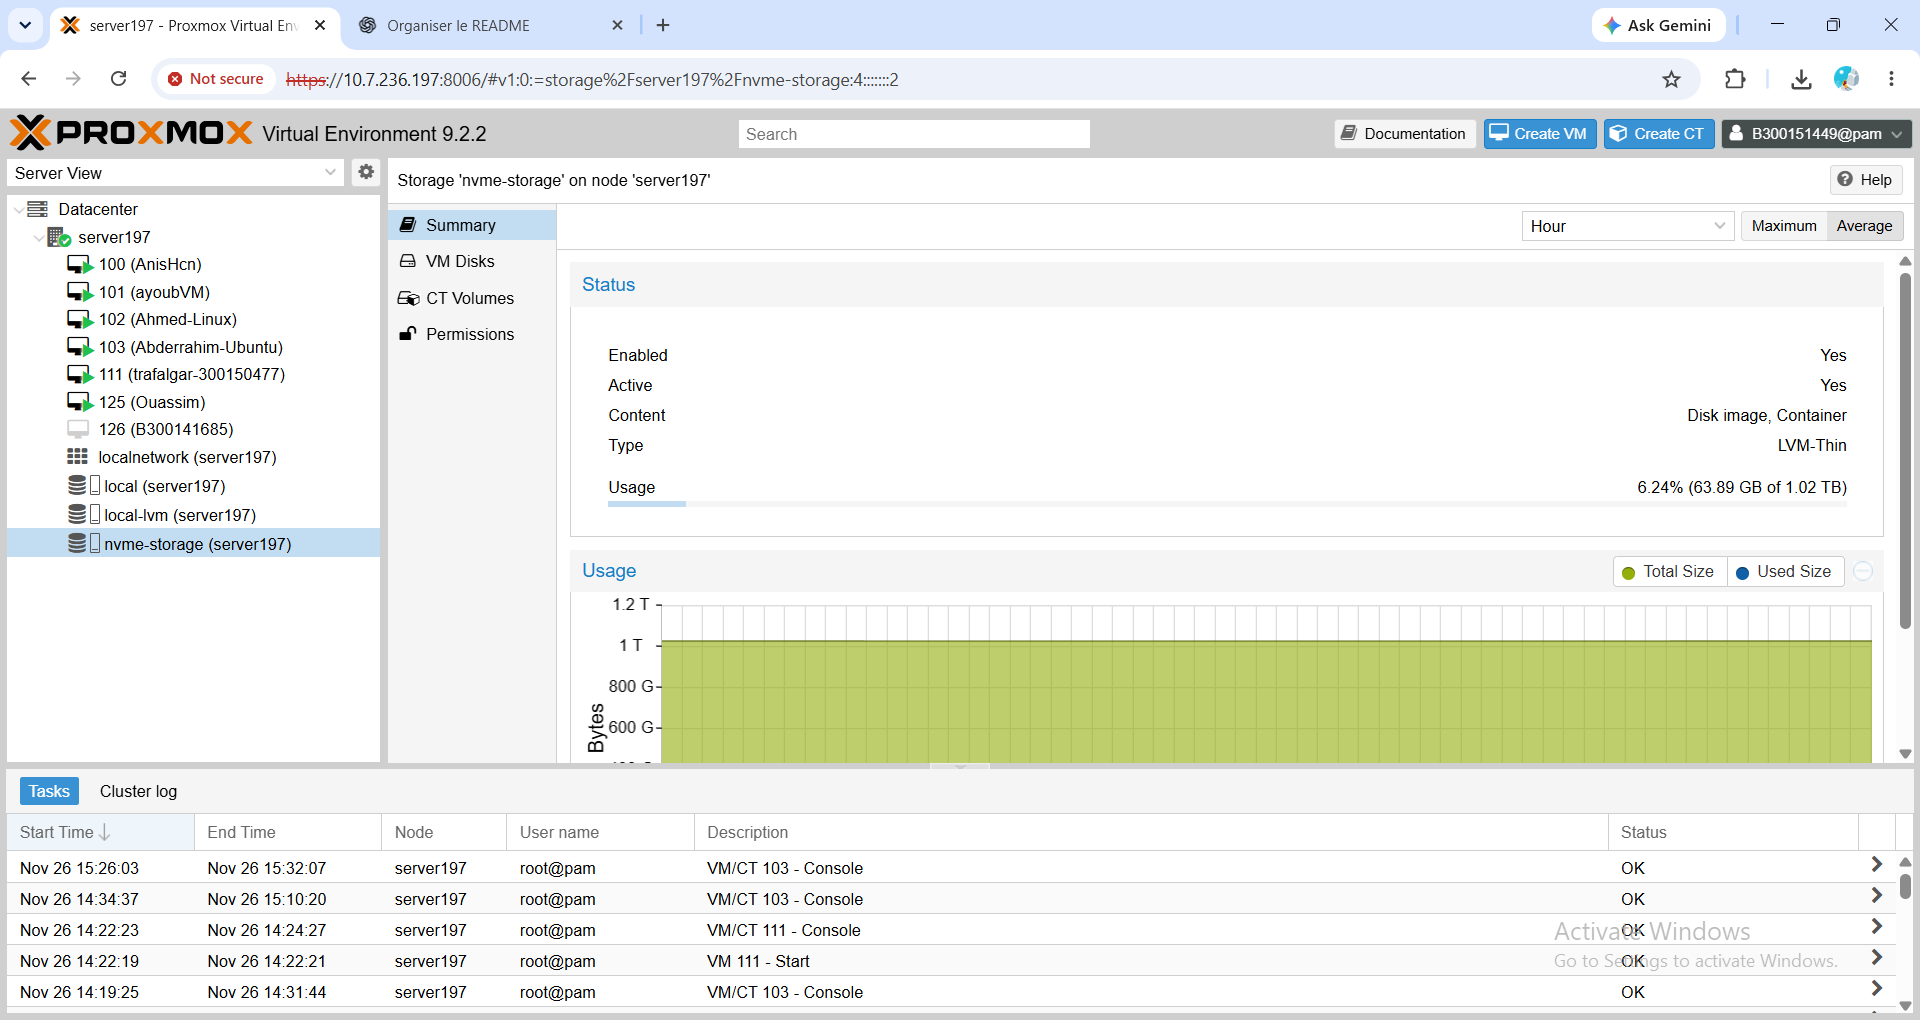 server197 - Proxmox Virtual En
Organiser le README
Ask Gemini
Not secure
https://10.7.236.197:8006/#v1:0:=storage%2Fserver197%2Fnvme-storage:4:::::::2
PROXMOX Virtual Environment 9.2.2
Search
Documentation
Create VM
Create CT
B300151449@pam
Server View
Storage 'nvme-storage' on node 'server197'
Help
Datacenter
server197
100 (AnisHcn)
101 (ayoubVM)
102 (Ahmed-Linux)
103 (Abderrahim-Ubuntu)
111 (trafalgar-300150477)
125 (Ouassim)
126 (B300141685)
localnetwork (server197)
local (server197)
local-lvm (server197)
nvme-storage (server197)
Summary
VM Disks
CT Volumes
Permissions
Hour
Maximum
Average
Status
Enabled Yes
Active Yes
Content Disk image, Container
Type LVM-Thin
Usage 6.24% (63.89 GB of 1.02 TB)
Usage
Total Size
Used Size
1.2 T
1 T
800 G
600 G
Bytes
Tasks
Cluster log
Start Time End Time Node User name Description Status
Nov 26 15:26:03 Nov 26 15:32:07 server197 root@pam VM/CT 103 - Console OK
Nov 26 14:34:37 Nov 26 15:10:20 server197 root@pam VM/CT 103 - Console OK
Nov 26 14:22:23 Nov 26 14:24:27 server197 root@pam VM/CT 111 - Console OK
Nov 26 14:22:19 Nov 26 14:22:21 server197 root@pam VM 111 - Start OK
Nov 26 14:19:25 Nov 26 14:31:44 server197 root@pam VM/CT 103 - Console OK
Activate Windows
Go to Settings to activate Windows.